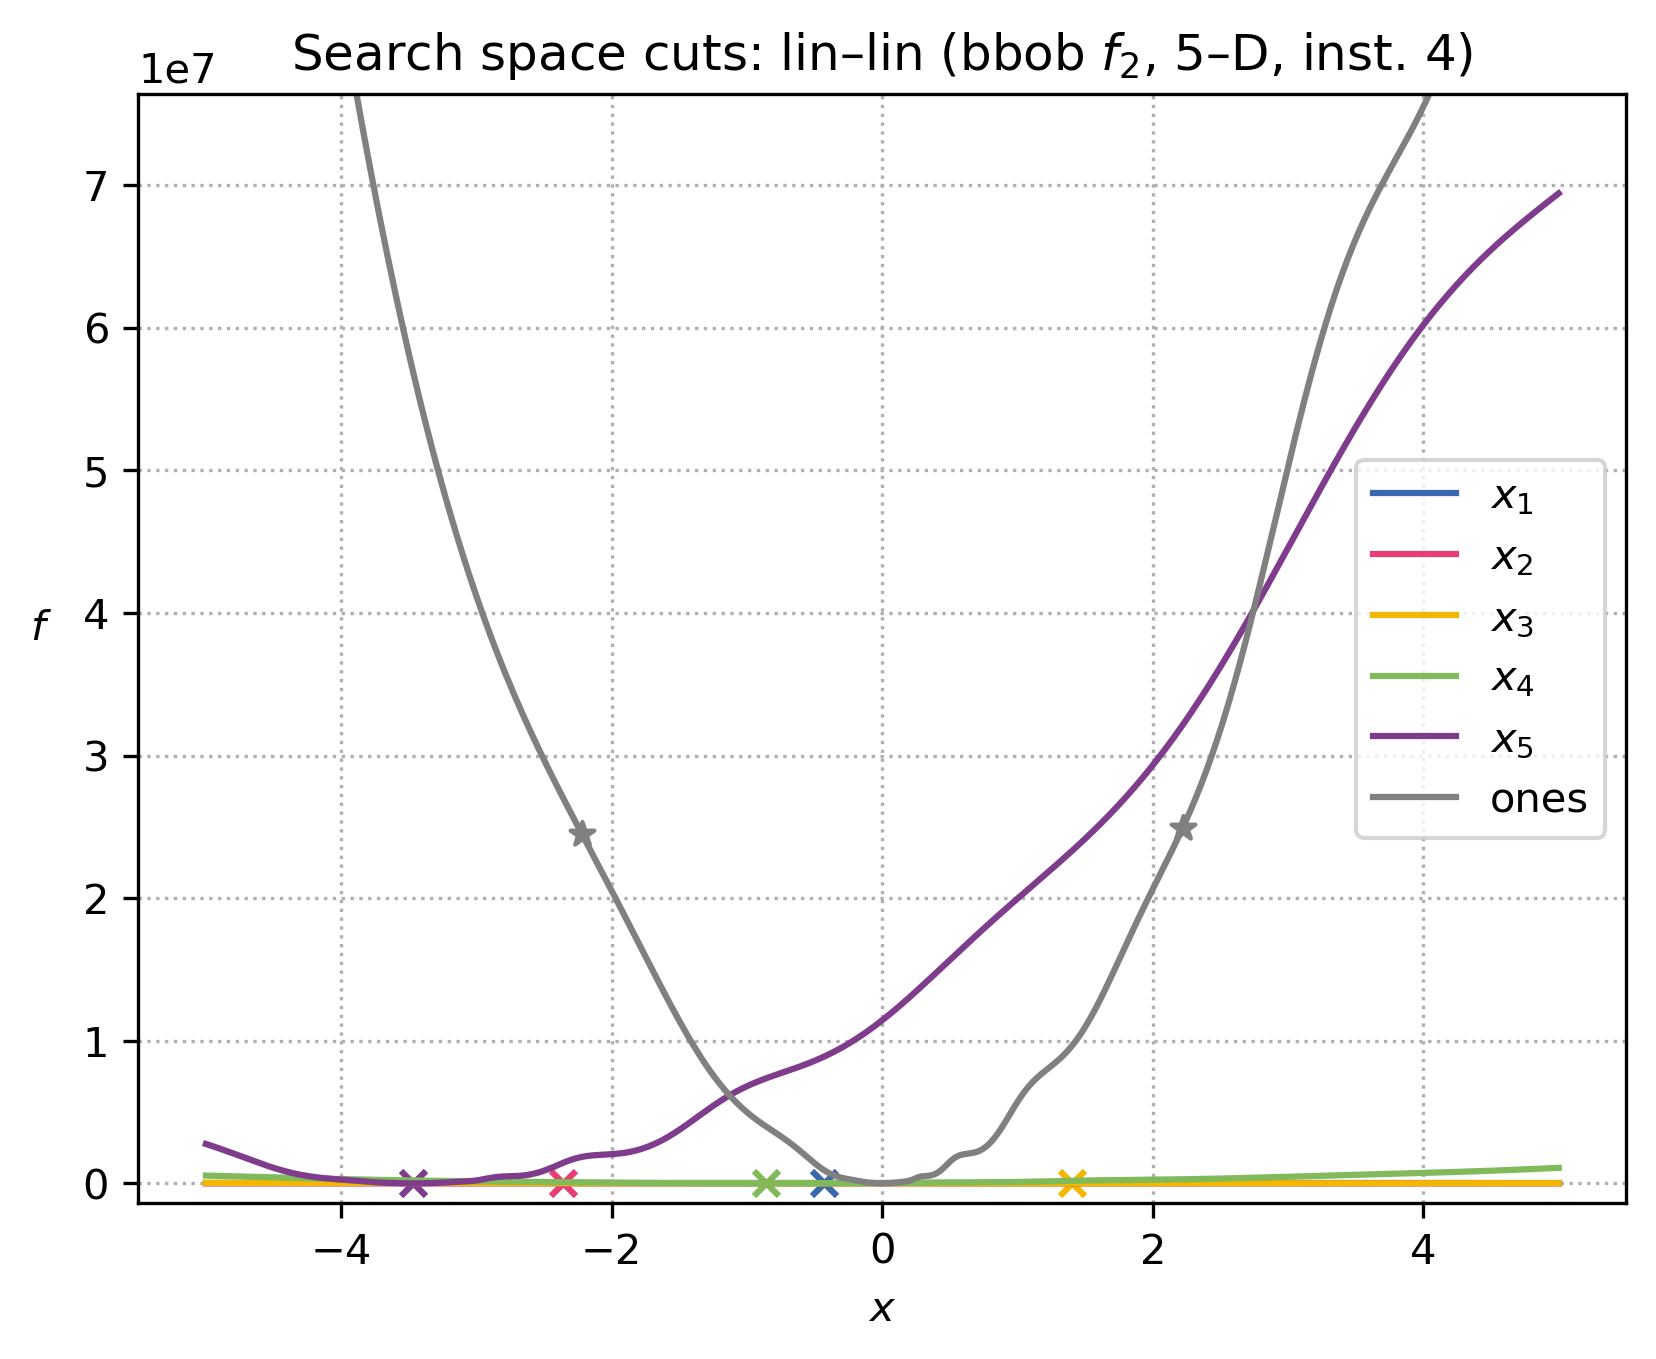 Search space cuts: lin–lin (bbob f₂, 5–D, inst. 4)
1e7
7
6
5
4
3
2
1
0
f
x₁
x₂
x₃
x₄
x₅
ones
−4 −2 0 2 4
x